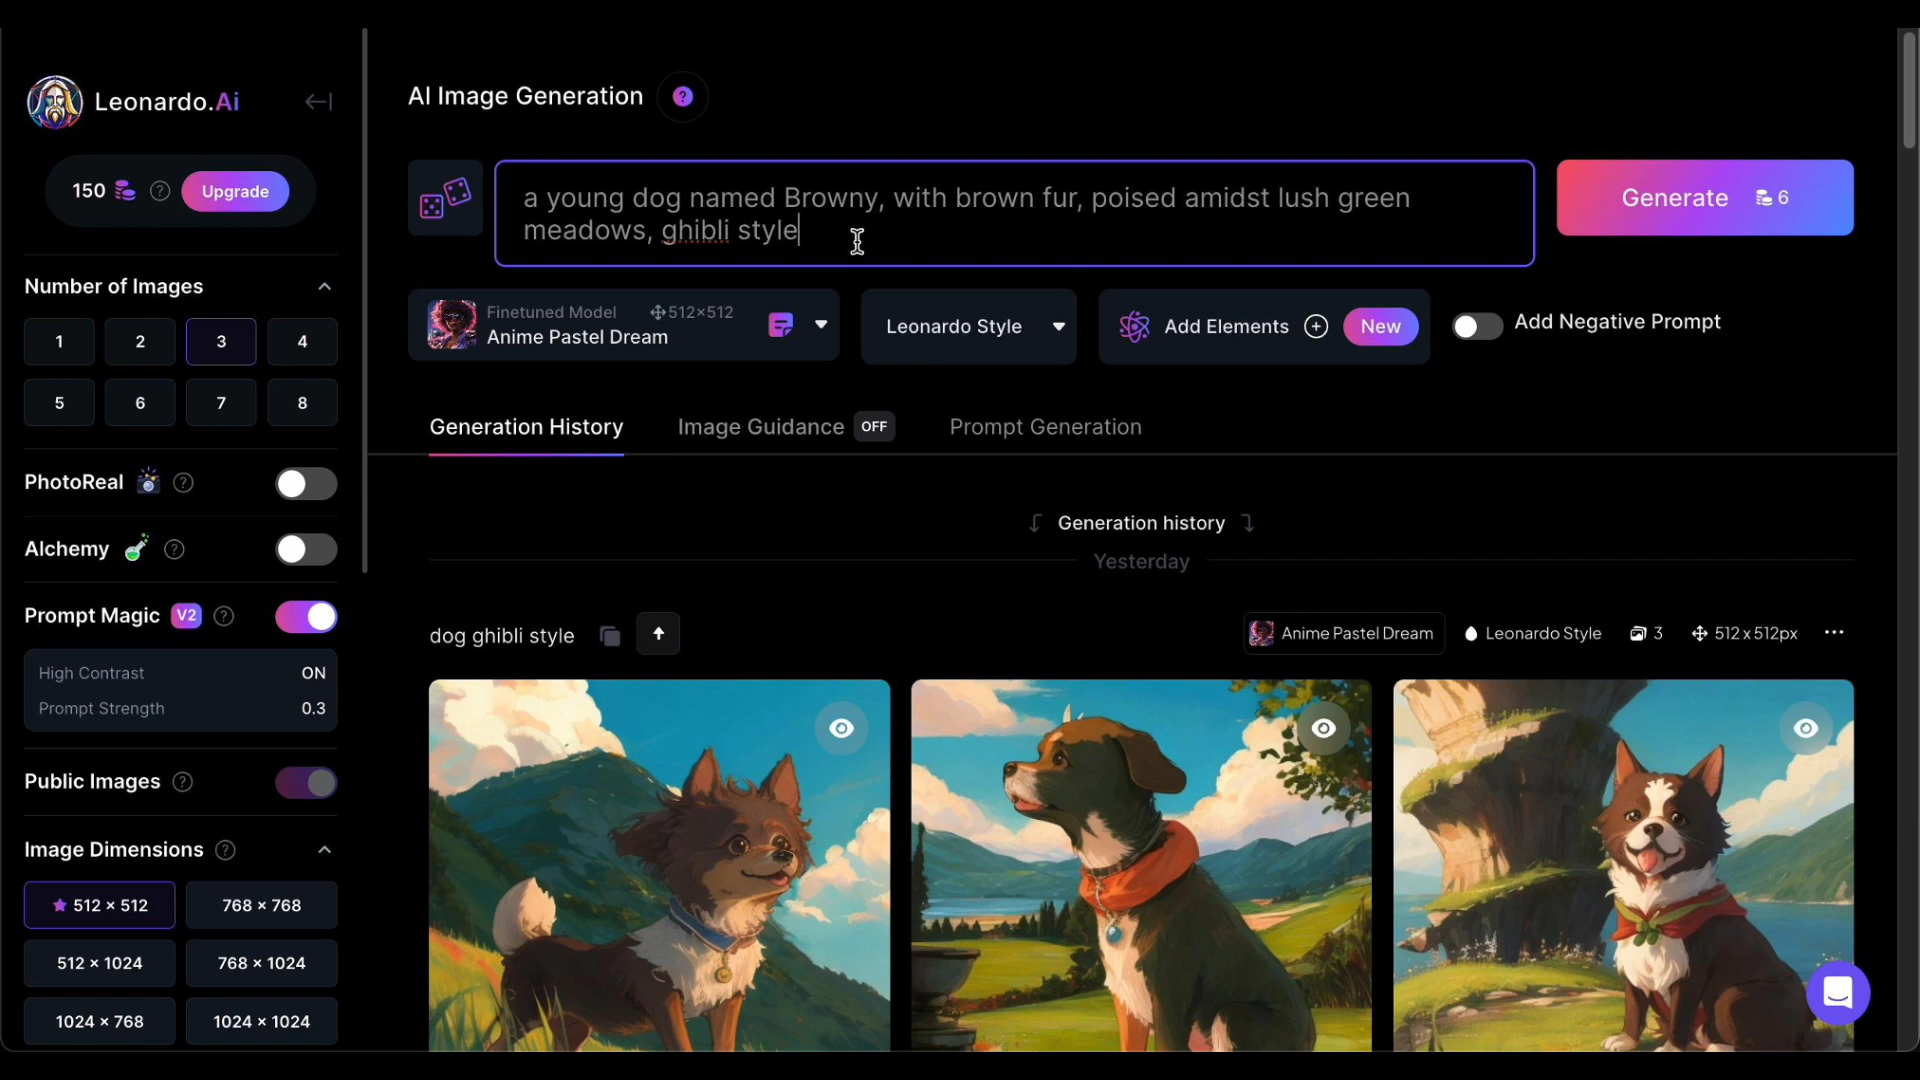 Leonardo.Ai
150
Upgrade
Number of Images
1 2 3 4
5 6 7 8
PhotoReal
Alchemy
Prompt Magic V2
High Contrast ON
Prompt Strength 0.3
Public Images
Image Dimensions
512 × 512 768 × 768
512 × 1024 768 × 1024
1024 × 768 1024 × 1024
AI Image Generation ?
a young dog named Browny, with brown fur, poised amidst lush green
meadows, ghibli style
Generate 6
Finetuned Model 512×512
Anime Pastel Dream
Leonardo Style
Add Elements New
Add Negative Prompt
Generation History Image Guidance OFF Prompt Generation
Generation history
Yesterday
dog ghibli style
Anime Pastel Dream Leonardo Style 3 512 x 512px